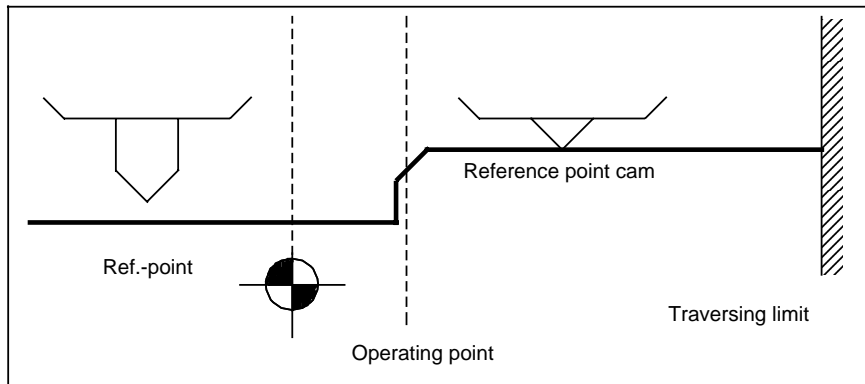 Reference point cam
Ref.-point
Traversing limit
Operating point